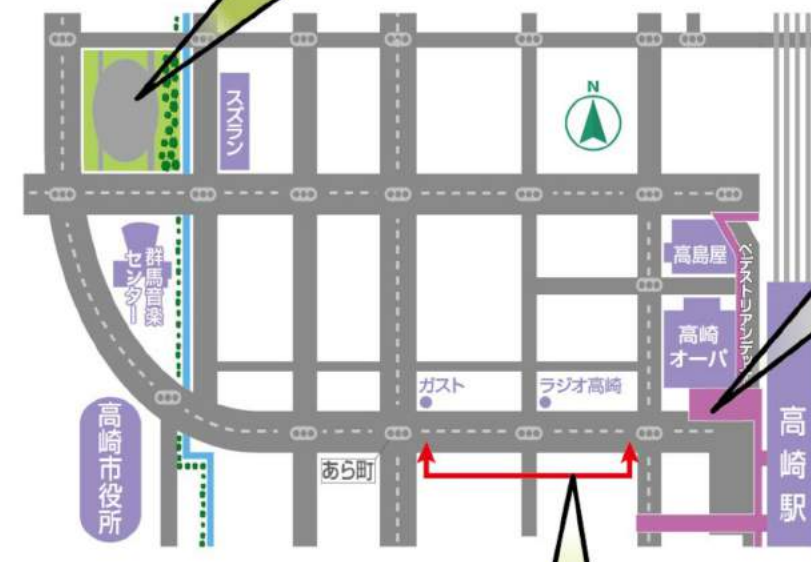 N
スズラン
群馬音楽
センター
高島屋
ペデストリアンデッキ
高崎
オーパ
ガスト
ラジオ高崎
あら町
高崎市役所
高崎駅